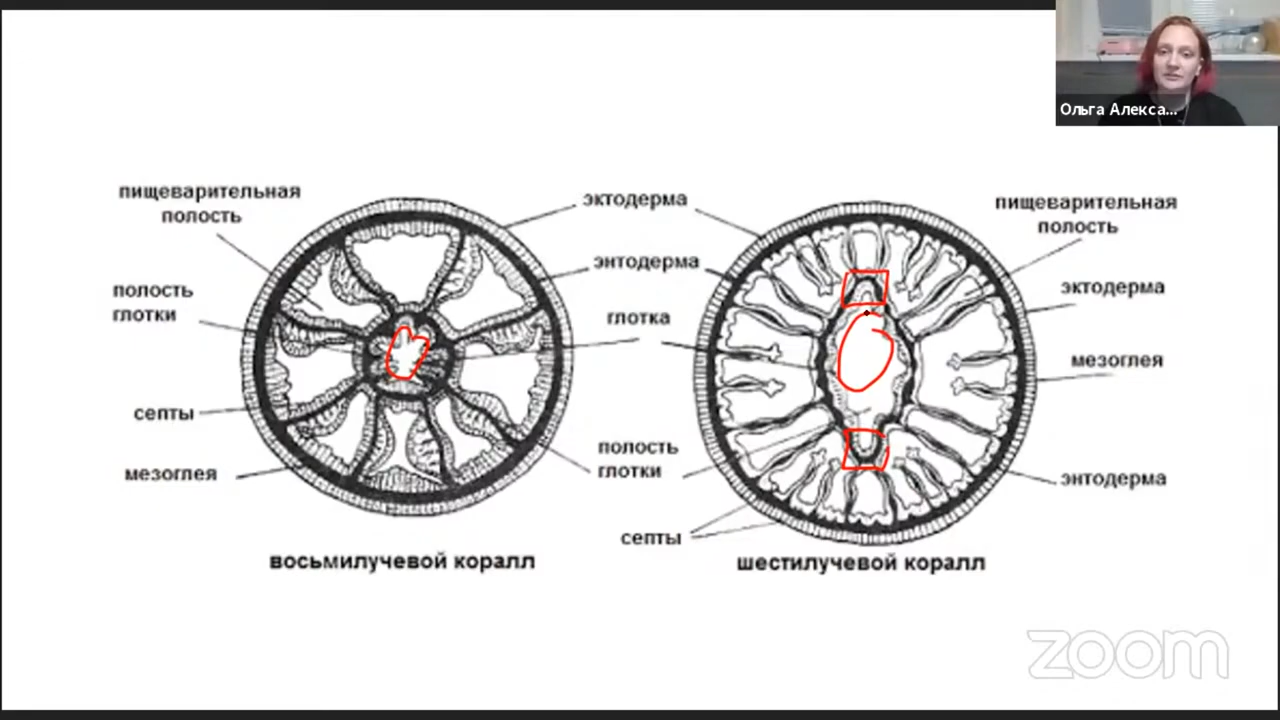 Ольга Алекса...
пищеварительная
полость
полость
глотки
септы
мезоглея
эктодерма
энтодерма
глотка
полость
глотки
септы
пищеварительная
полость
эктодерма
мезоглея
энтодерма
восьмилучевой коралл
шестилучевой коралл
zoom